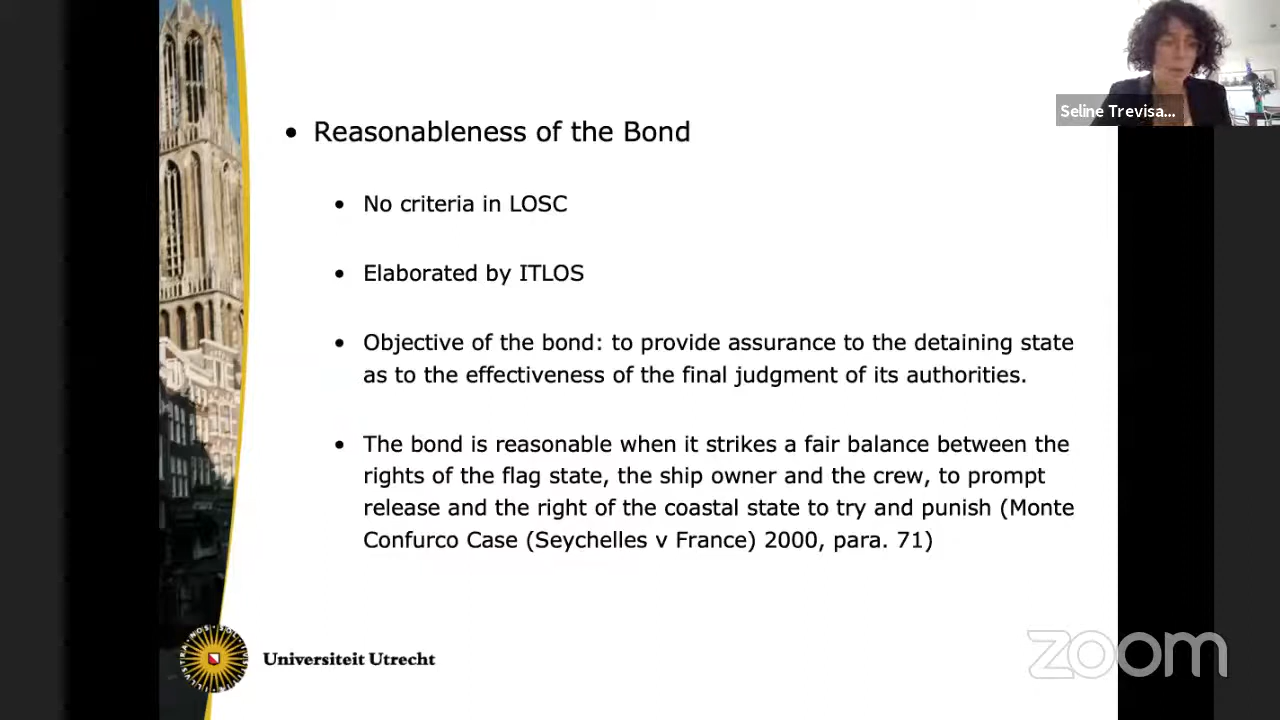 Seline Trevisa...
• Reasonableness of the Bond
• No criteria in LOSC
• Elaborated by ITLOS
• Objective of the bond: to provide assurance to the detaining state
as to the effectiveness of the final judgment of its authorities.
• The bond is reasonable when it strikes a fair balance between the
rights of the flag state, the ship owner and the crew, to prompt
release and the right of the coastal state to try and punish (Monte
Confurco Case (Seychelles v France) 2000, para. 71)
Universiteit Utrecht
zoom